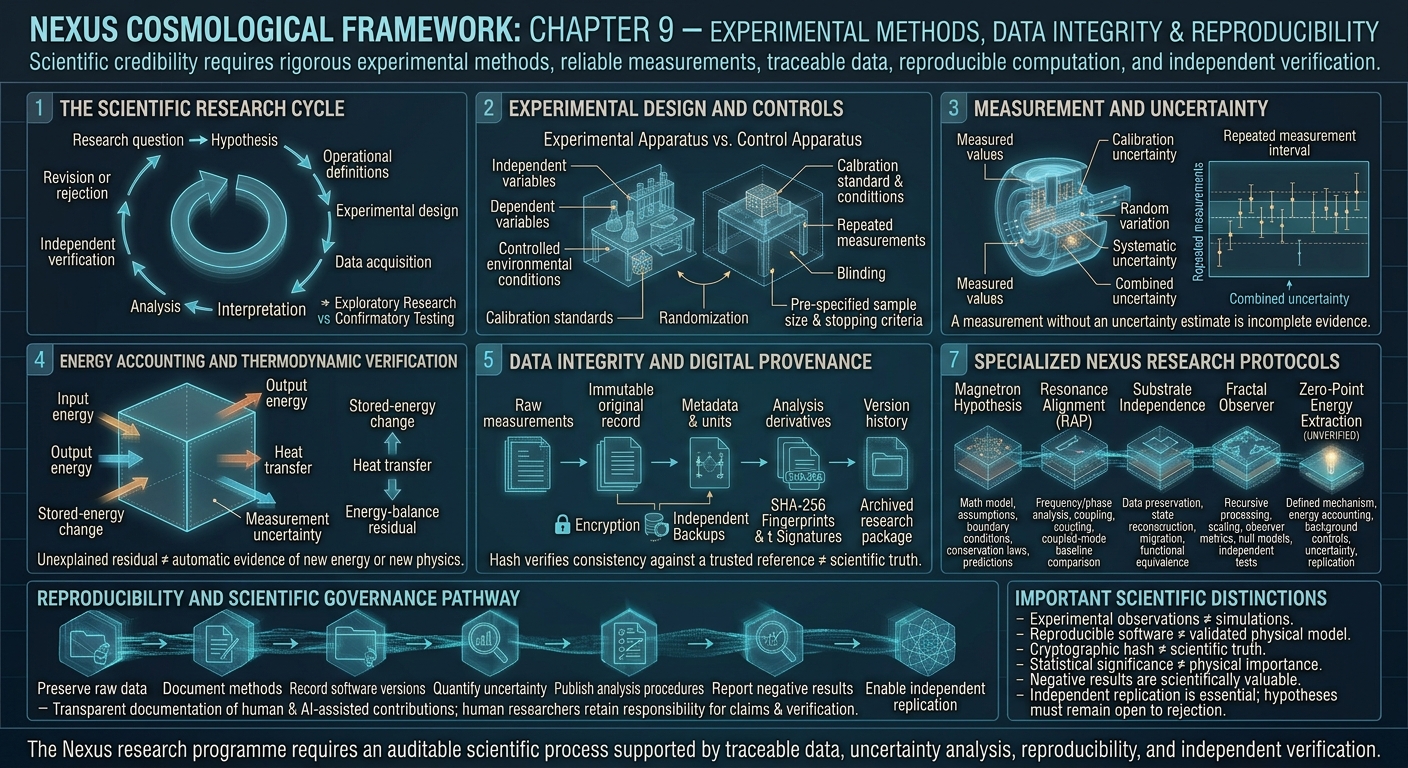 NEXUS COSMOLOGICAL FRAMEWORK: CHAPTER 9 — EXPERIMENTAL METHODS, DATA INTEGRITY & REPRODUCIBILITY
Scientific credibility requires rigorous experimental methods, reliable measurements, traceable data, reproducible computation, and independent verification.
1 THE SCIENTIFIC RESEARCH CYCLE
Research question
Hypothesis
Operational
definitions
Experimental design
Data acquisition
Interpretation
Analysis
Independent
verification
Revision or
rejection
Exploratory Research
vs Confirmatory Testing
2 EXPERIMENTAL DESIGN AND CONTROLS
Experimental Apparatus vs. Control Apparatus
Independent
variables
Dependent
variables
Controlled
environmental
conditions
Calibration standards
Randomization
Calbration
standard &
conditions
Repeated
measurements
Blinding
Pre-specified sample
size & stopping criteria
3 MEASUREMENT AND UNCERTAINTY
Measured
values
Measured
values
Calibration
uncertainty
Random
variation
Systematic
uncertainty
Combined
uncertainty
Repeated measurement
interval
Repeated measurements
Combined uncertainty
A measurement without an uncertainty estimate is incomplete evidence.
4 ENERGY ACCOUNTING AND THERMODYNAMIC VERIFICATION
Input
energy
Output
energy
Stored-energy
change
Output
energy
Heat
transfer
Measurement
uncertainty
Stored-energy
change
Heat transfer
Energy-balance
residual
Unexplained residual ≠ automatic evidence of new energy or new physics.
5 DATA INTEGRITY AND DIGITAL PROVENANCE
Raw
measurements
Immutable
original
record
Metadata
& units
Analysis
derivatives
Version
history
Encryption
Independent
Backups
SHA-256
Fingerprints
& t Signatures
Archived
research
package
Hash verifies consistency against a trusted reference ≠ scientific truth.
7 SPECIALIZED NEXUS RESEARCH PROTOCOLS
Magnetron
Hypothesis
Resonance
Alignment
(RAP)
Substrate
Independence
Fractal
Observer
Zero-Point
Energy
Extraction
(UNVERIFIED)
Math model,
assumptions,
boundary
conditions,
conservation laws,
predictions
Frequency/phase
analysis, coupling,
coucting,
coupled-mode
baseline
comparison
Data preservation,
state
reconscruction,
migration,
functional
equivalence
Recursive
processing,
scaling, obeover
metrics, null models,
independent
tests
Defined mechanism,
energy accounting,
background
controls,
uncertainty,
replication
REPRODUCIBILITY AND SCIENTIFIC GOVERNANCE PATHWAY
Preserve raw data
Document methods
Record software versions
Quantify uncertainty
Publish analysis procedures
Report negative results
Enable independent
replication
– Transparent documentation of human & AI-assisted contributions; human researchers retain responsibility for claims & verification.
IMPORTANT SCIENTIFIC DISTINCTIONS
– Experimental observations ≠ simulations.
– Reproducible software ≠ validated physical model.
– Cryptographic hash ≠ scientific truth.
– Statistical significance ≠ physical importance.
– Negative results are scientifically valuable.
– Independent replication is essential; hypotheses
must remain open to rejection.
The Nexus research programme requires an auditable scientific process supported by traceable data, uncertainty analysis, reproducibility, and independent verification.